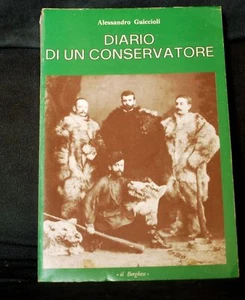 Alessandro Guiccioli
DIARIO
DI UN CONSERVATORE
- il Borghese -